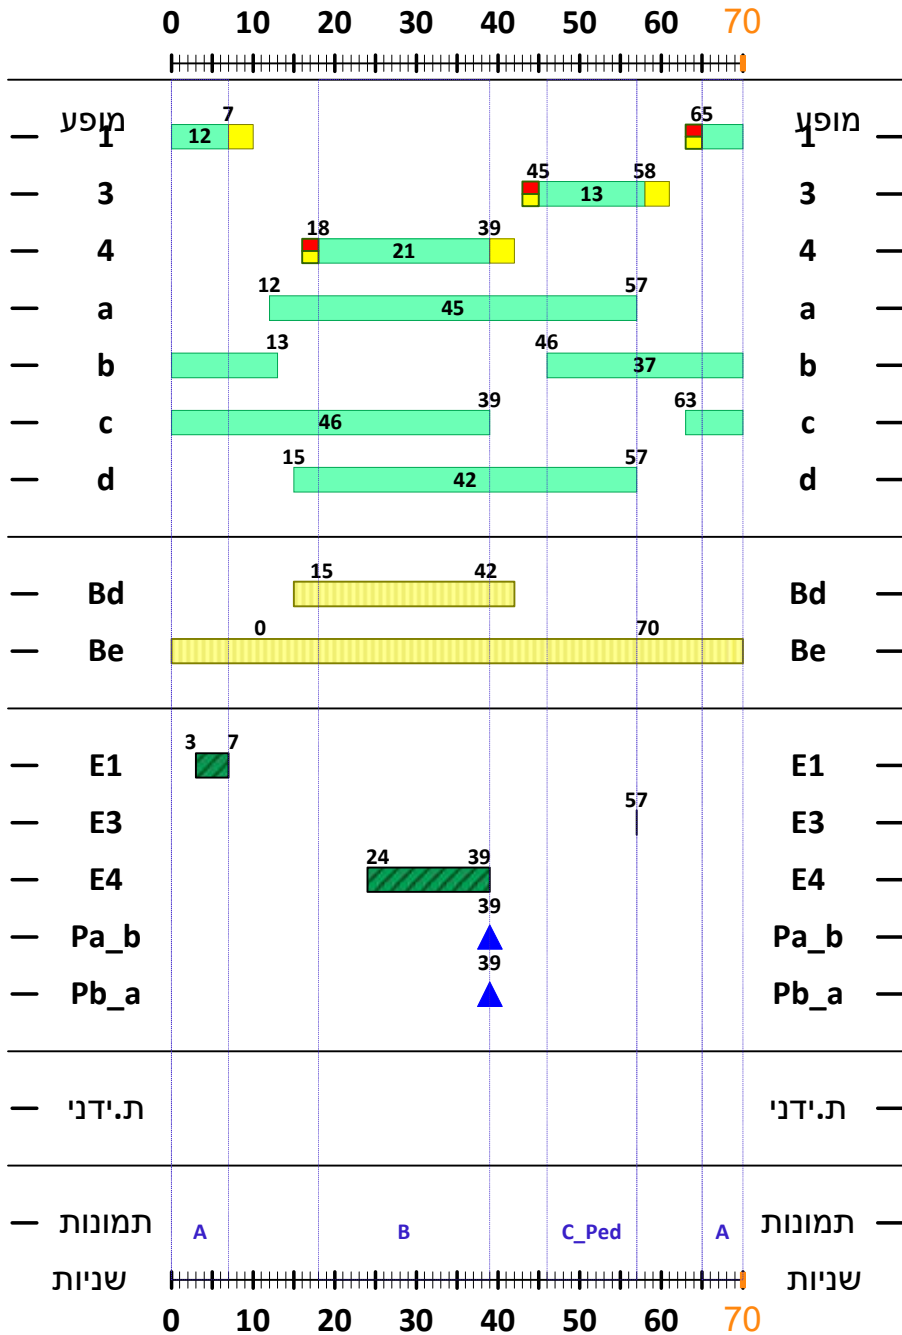 0 10 20 30 40 50 60 70
מופע מופע
7 65
1 12 1
45 58
3 13 3
18 39
4 21 4
12 57
a 45 a
13 46
b 37 b
39 63
c 46 c
15 57
d 42 d
15 42
Bd Bd
0 70
Be Be
3 7
E1 E1
57
E3 E3
24 39
E4 E4
39
Pa_b Pa_b
39
Pb_a Pb_a
ת.ידני ת.ידני
תמונות A B C_Ped A תמונות
שניות שניות
0 10 20 30 40 50 60 70